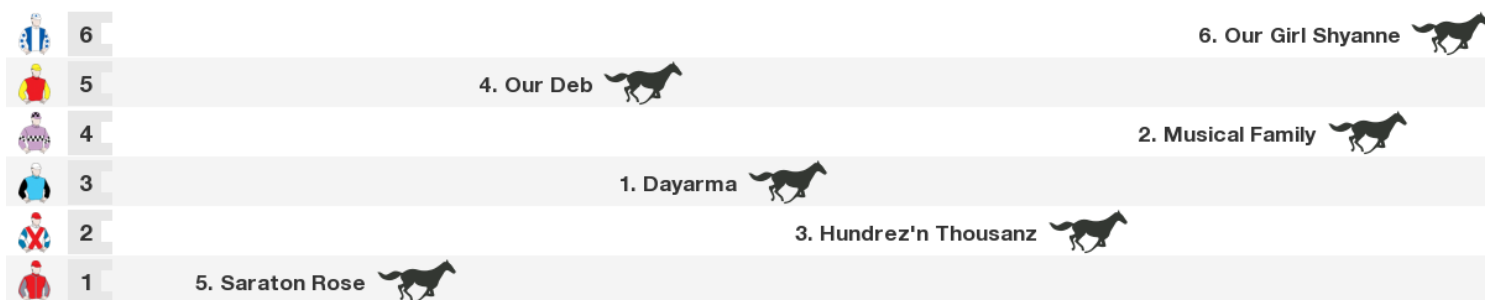 6 6. Our Girl Shyanne
5 4. Our Deb
4 2. Musical Family
3 1. Dayarma
2 3. Hundrez'n Thousanz
1 5. Saraton Rose